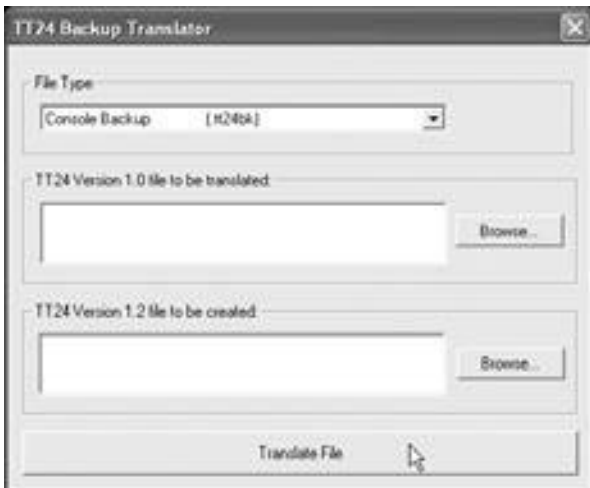 TT24 Backup Translator
File Type
Console Backup (.tt24bk)
TT24 Version 1.0 file to be translated:
Browse...
TT24 Version 1.2 file to be created:
Browse...
Translate File